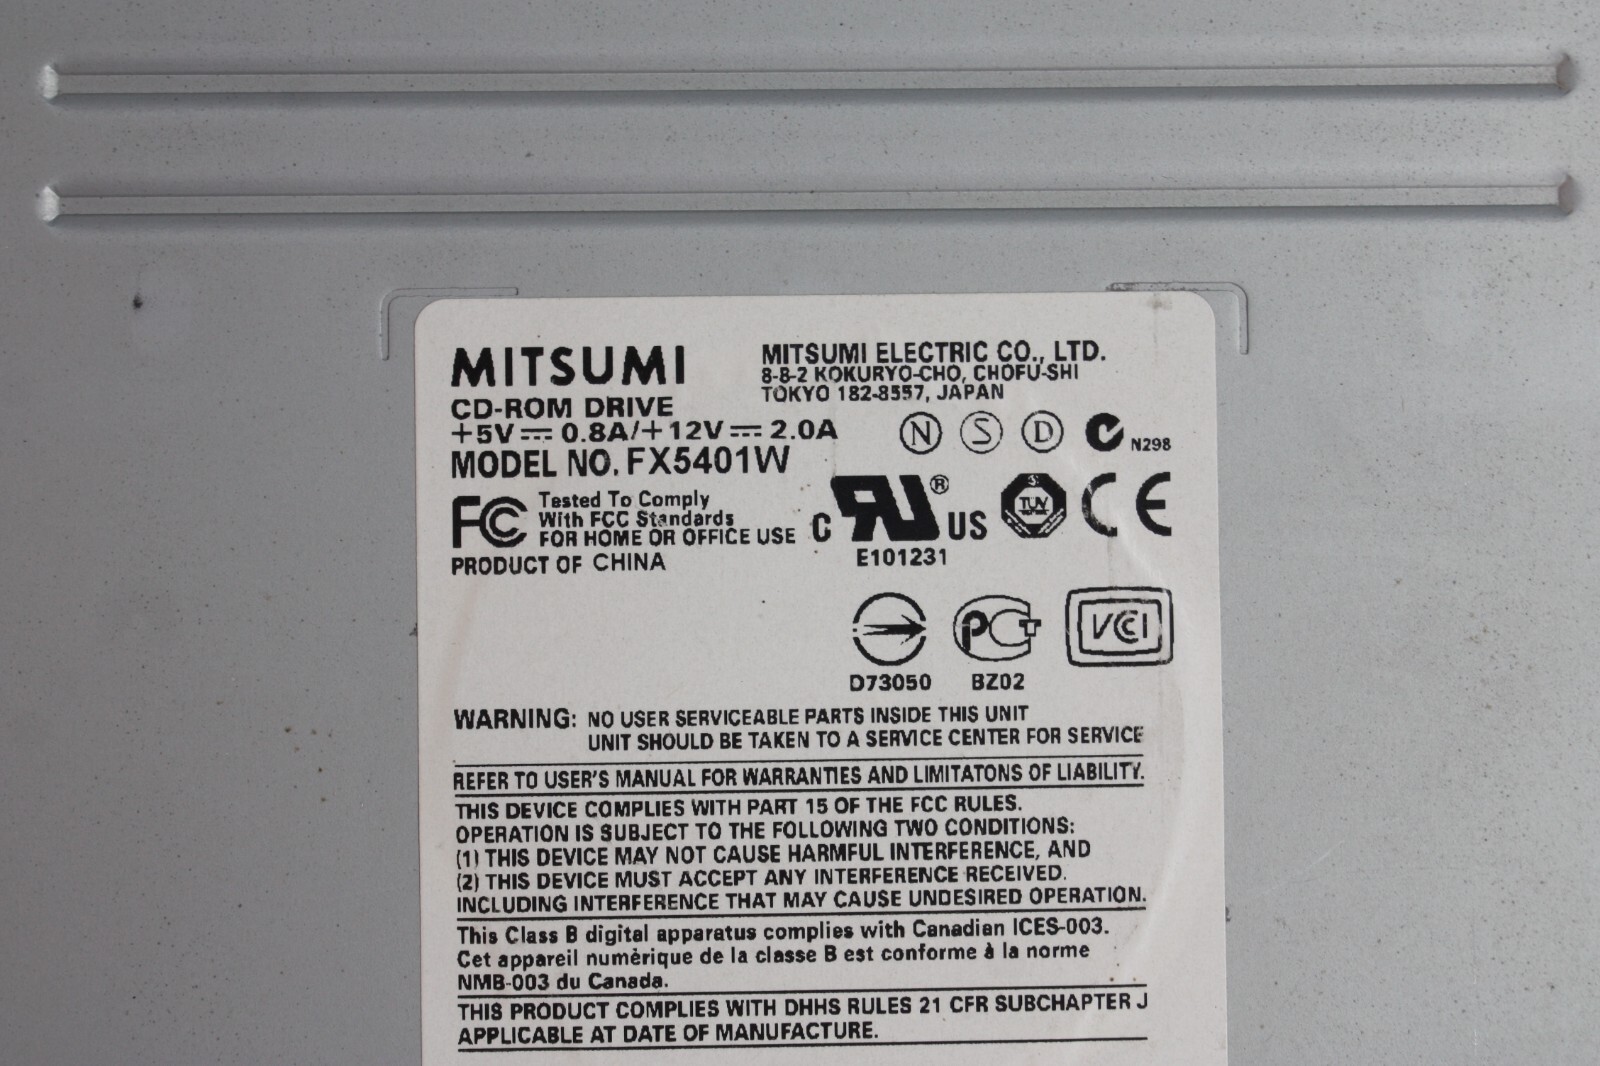 MITSUMI
CD-ROM DRIVE
+5V 0.8A/+12V 2.0A
MODEL NO. FX5401W
MITSUMI ELECTRIC CO., LTD.
8-8-2 KOKURYO-CHO, CHOFU-SHI
TOKYO 182-8557, JAPAN
N S D N298
FC Tested To Comply
With FCC Standards
FOR HOME OR OFFICE USE
PRODUCT OF CHINA
C RU ® US
E101231
S
TUV
CE
PCT
VCCI
D73050 BZ02
WARNING: NO USER SERVICEABLE PARTS INSIDE THIS UNIT
UNIT SHOULD BE TAKEN TO A SERVICE CENTER FOR SERVICE
REFER TO USER'S MANUAL FOR WARRANTIES AND LIMITATONS OF LIABILITY.
THIS DEVICE COMPLIES WITH PART 15 OF THE FCC RULES.
OPERATION IS SUBJECT TO THE FOLLOWING TWO CONDITIONS:
(1) THIS DEVICE MAY NOT CAUSE HARMFUL INTERFERENCE, AND
(2) THIS DEVICE MUST ACCEPT ANY INTERFERENCE RECEIVED.
INCLUDING INTERFERENCE THAT MAY CAUSE UNDESIRED OPERATION.
This Class B digital apparatus complies with Canadian ICES-003.
Cet appareil numérique de la classe B est conforme à la norme
NMB-003 du Canada.
THIS PRODUCT COMPLIES WITH DHHS RULES 21 CFR SUBCHAPTER J
APPLICABLE AT DATE OF MANUFACTURE.